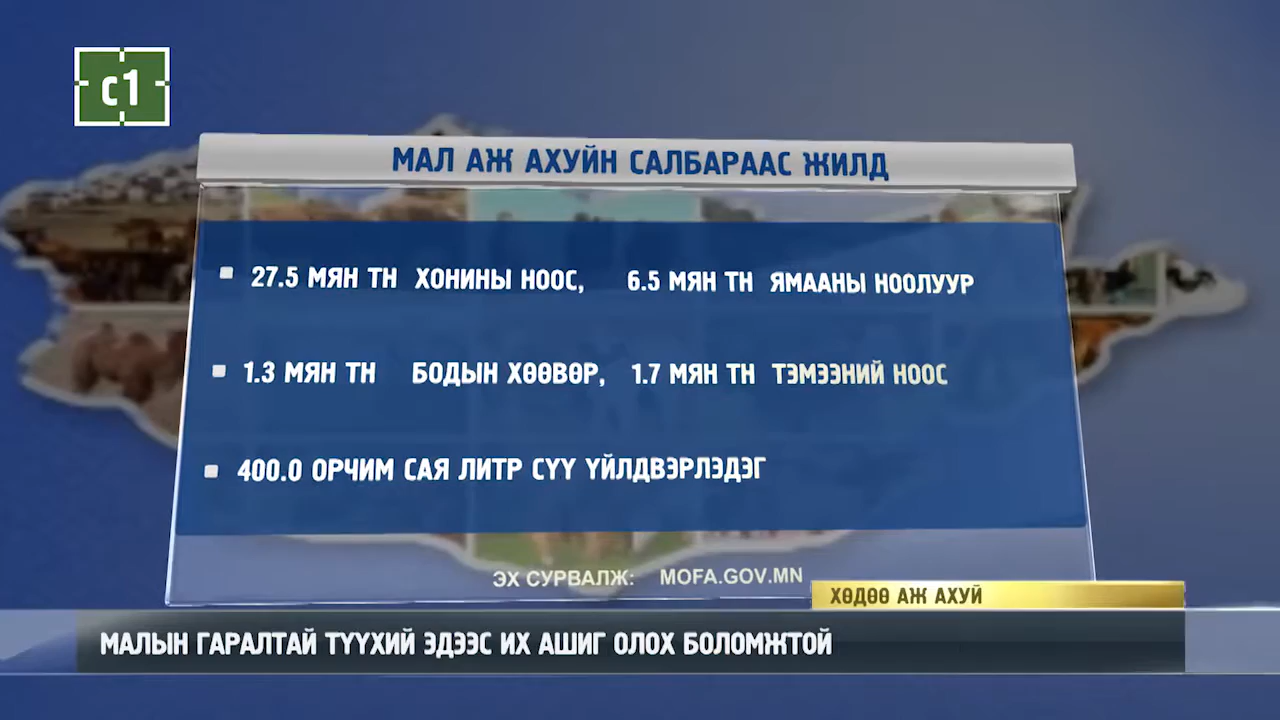 с1
МАЛ АЖ АХУЙН САЛБАРААС ЖИЛД
27.5 МЯН ТН ХОНИНЫ НООС, 6.5 МЯН ТН ЯМААНЫ НООЛУУР
1.3 МЯН ТН БОДЫН ХӨӨВӨР, 1.7 МЯН ТН ТЭМЭЭНИЙ НООС
400.0 ОРЧИМ САЯ ЛИТР СҮҮ ҮЙЛДВЭРЛЭДЭГ
ЭХ СУРВАЛЖ: MOFA.GOV.MN
ХӨДӨӨ АЖ АХУЙ
МАЛЫН ГАРАЛТАЙ ТҮҮХИЙ ЭДЭЭС ИХ АШИГ ОЛОХ БОЛОМЖТОЙ